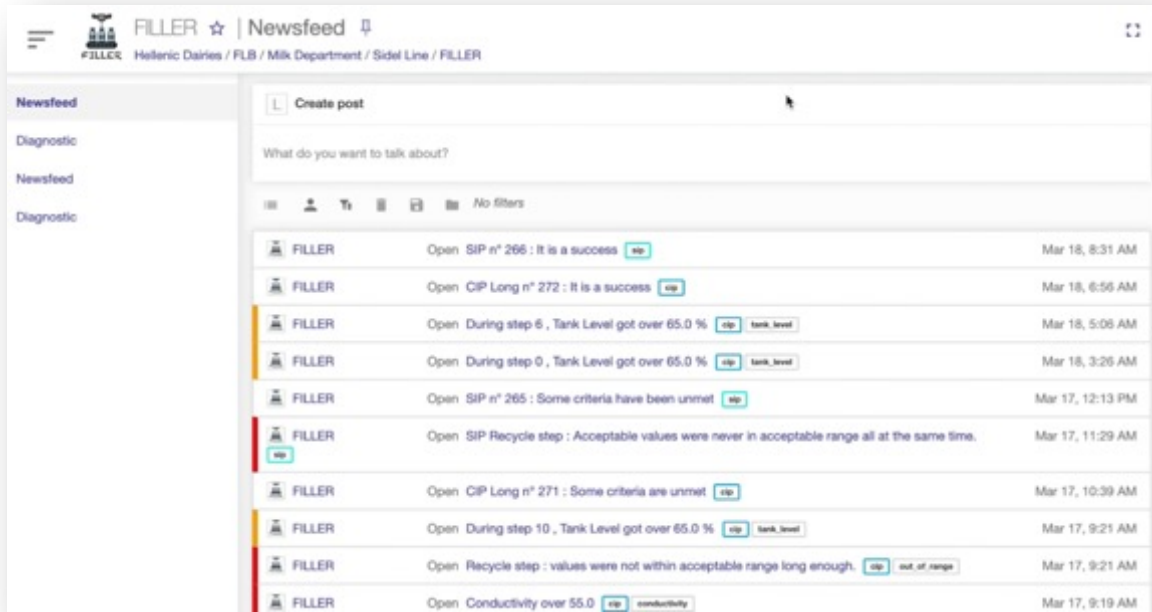 FILLER | Newsfeed
FILLER
Hellenic Dairies / FLB / Milk Department / Sidel Line / FILLER
Newsfeed
Diagnostic
Newsfeed
Diagnostic
L Create post
What do you want to talk about?
No filters
FILLER Open SIP n° 266 : It is a success sip Mar 18, 8:31 AM
FILLER Open CIP Long n° 272 : It is a success cip Mar 18, 6:56 AM
FILLER Open During step 6 , Tank Level got over 65.0 % cip tank_level Mar 18, 5:06 AM
FILLER Open During step 0 , Tank Level got over 65.0 % cip tank_level Mar 18, 3:26 AM
FILLER Open SIP n° 265 : Some criteria have been unmet sip Mar 17, 12:13 PM
FILLER Open SIP Recycle step : Acceptable values were never in acceptable range all at the same time. Mar 17, 11:29 AM
sip
FILLER Open CIP Long n° 271 : Some criteria are unmet cip Mar 17, 10:39 AM
FILLER Open During step 10 , Tank Level got over 65.0 % cip tank_level Mar 17, 9:21 AM
FILLER Open Recycle step : values were not within acceptable range long enough. cip out_of_range Mar 17, 9:21 AM
FILLER Open Conductivity over 55.0 cip conductivity Mar 17, 9:19 AM